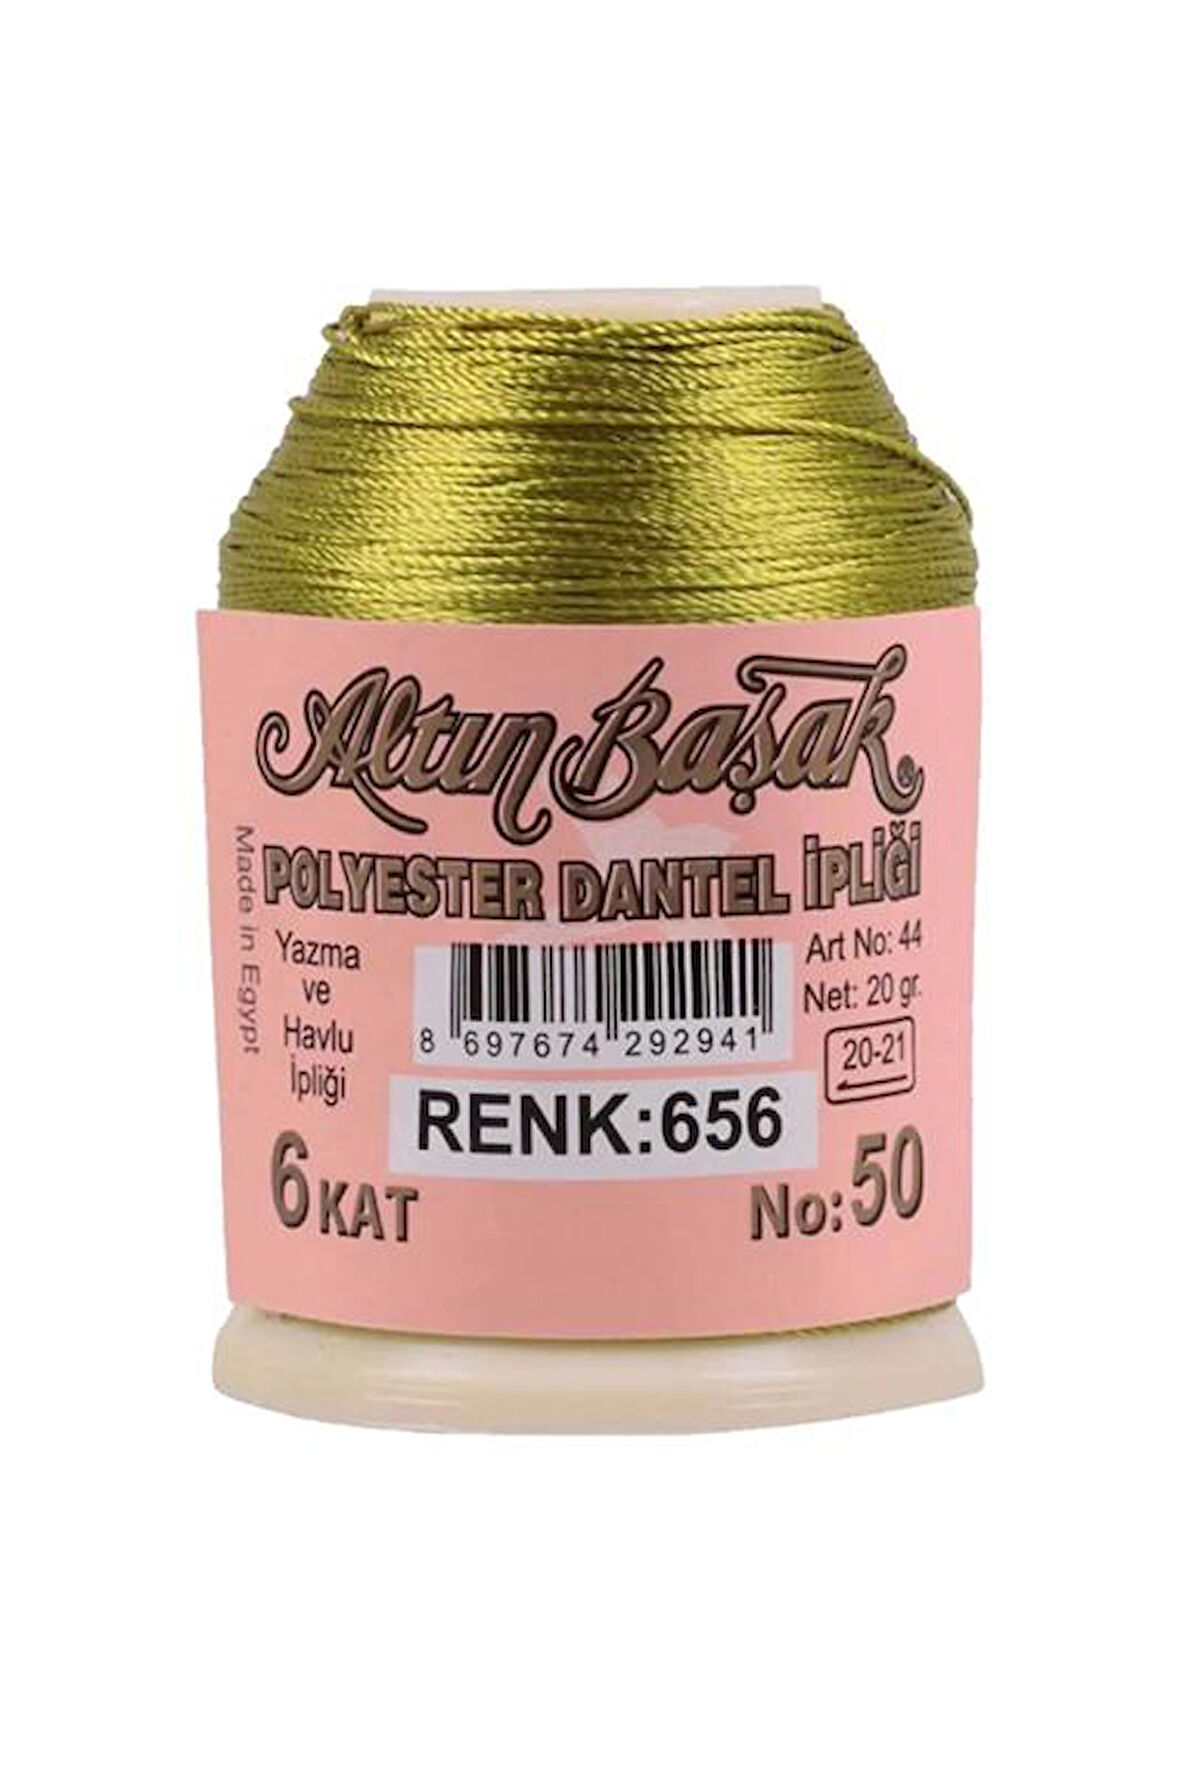 Altın Başak ®
POLYESTER DANTEL İPLİĞİ
Made in Egypt
Yazma
ve
Havlu
İpliği
8 697674 292941
Art No: 44
Net: 20 gr.
20-21
RENK:656
6 KAT
No: 50